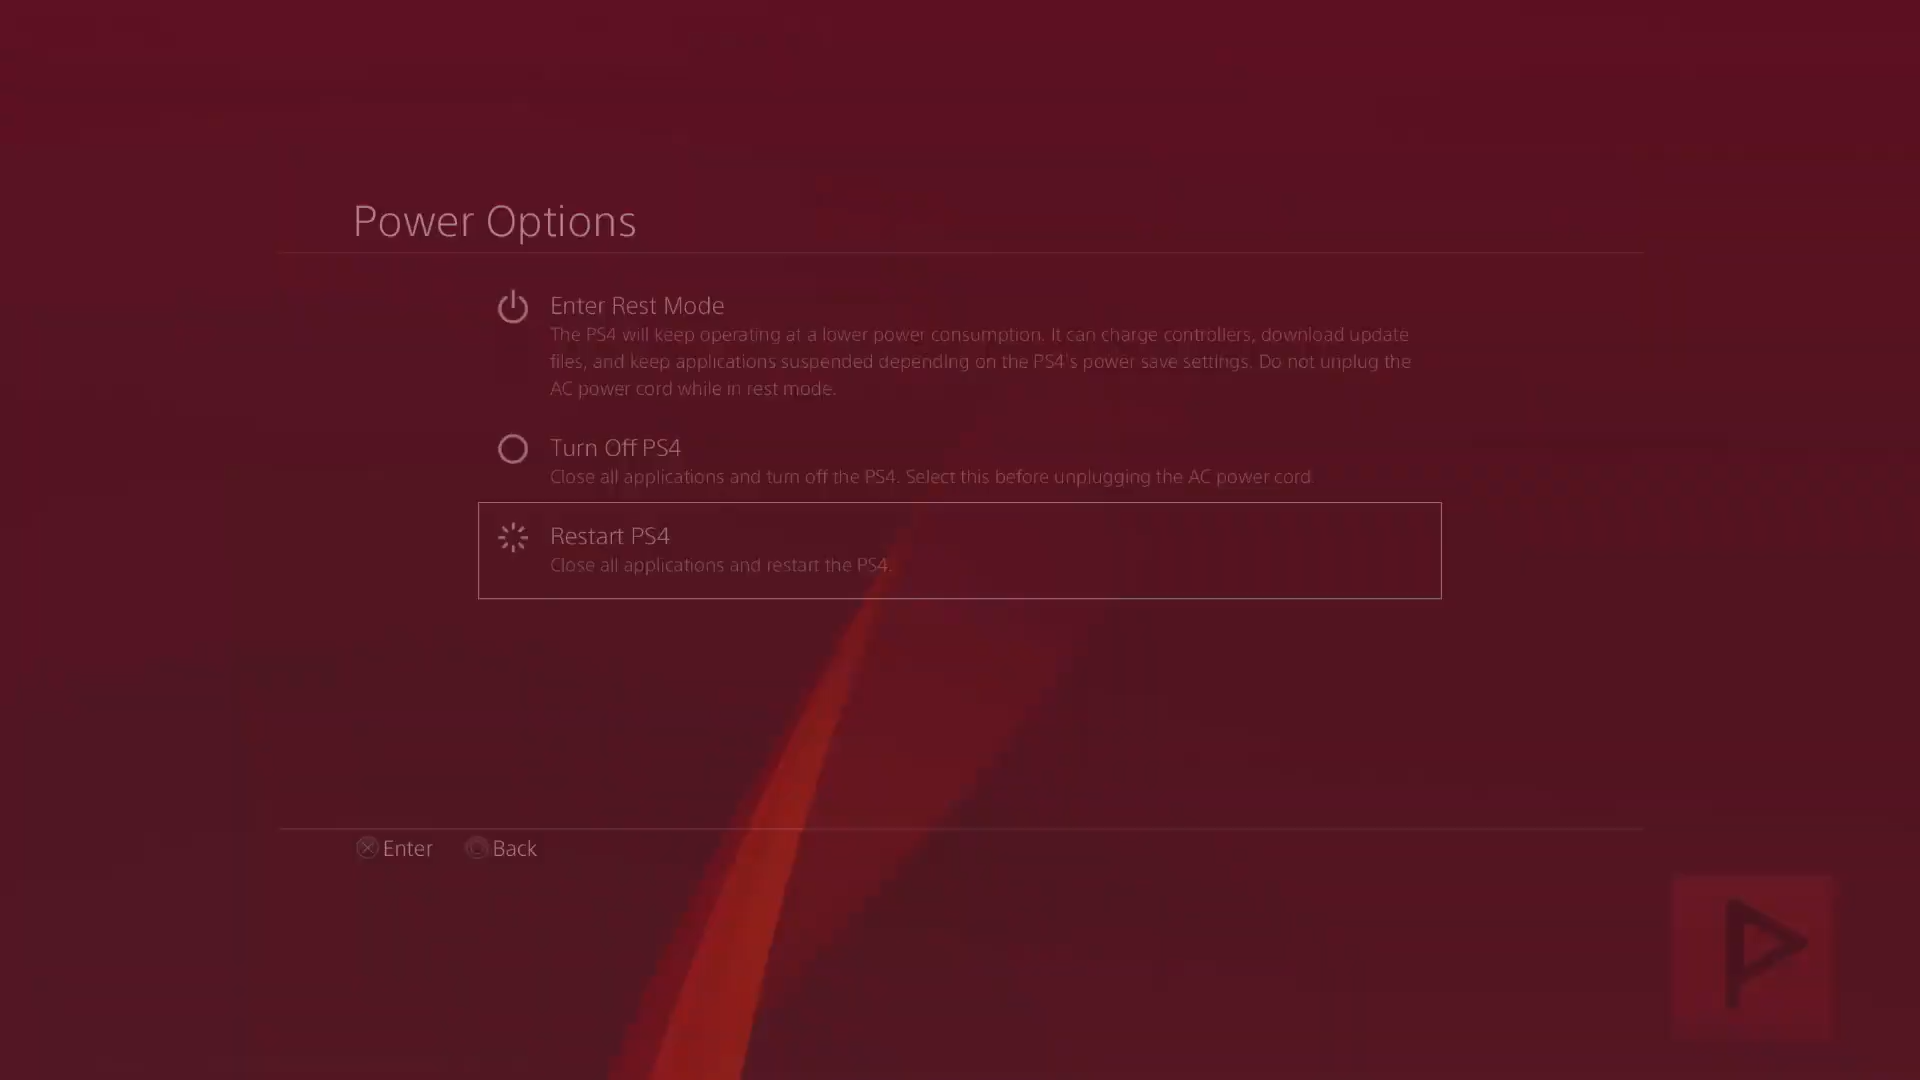 Power Options
Enter Rest Mode
The PS4 will keep operating at a lower power consumption. It can charge controllers, download update
files, and keep applications suspended depending on the PS4's power save settings. Do not unplug the
AC power cord while in rest mode.
Turn Off PS4
Close all applications and turn off the PS4. Select this before unplugging the AC power cord.
Restart PS4
Close all applications and restart the PS4.
Enter Back